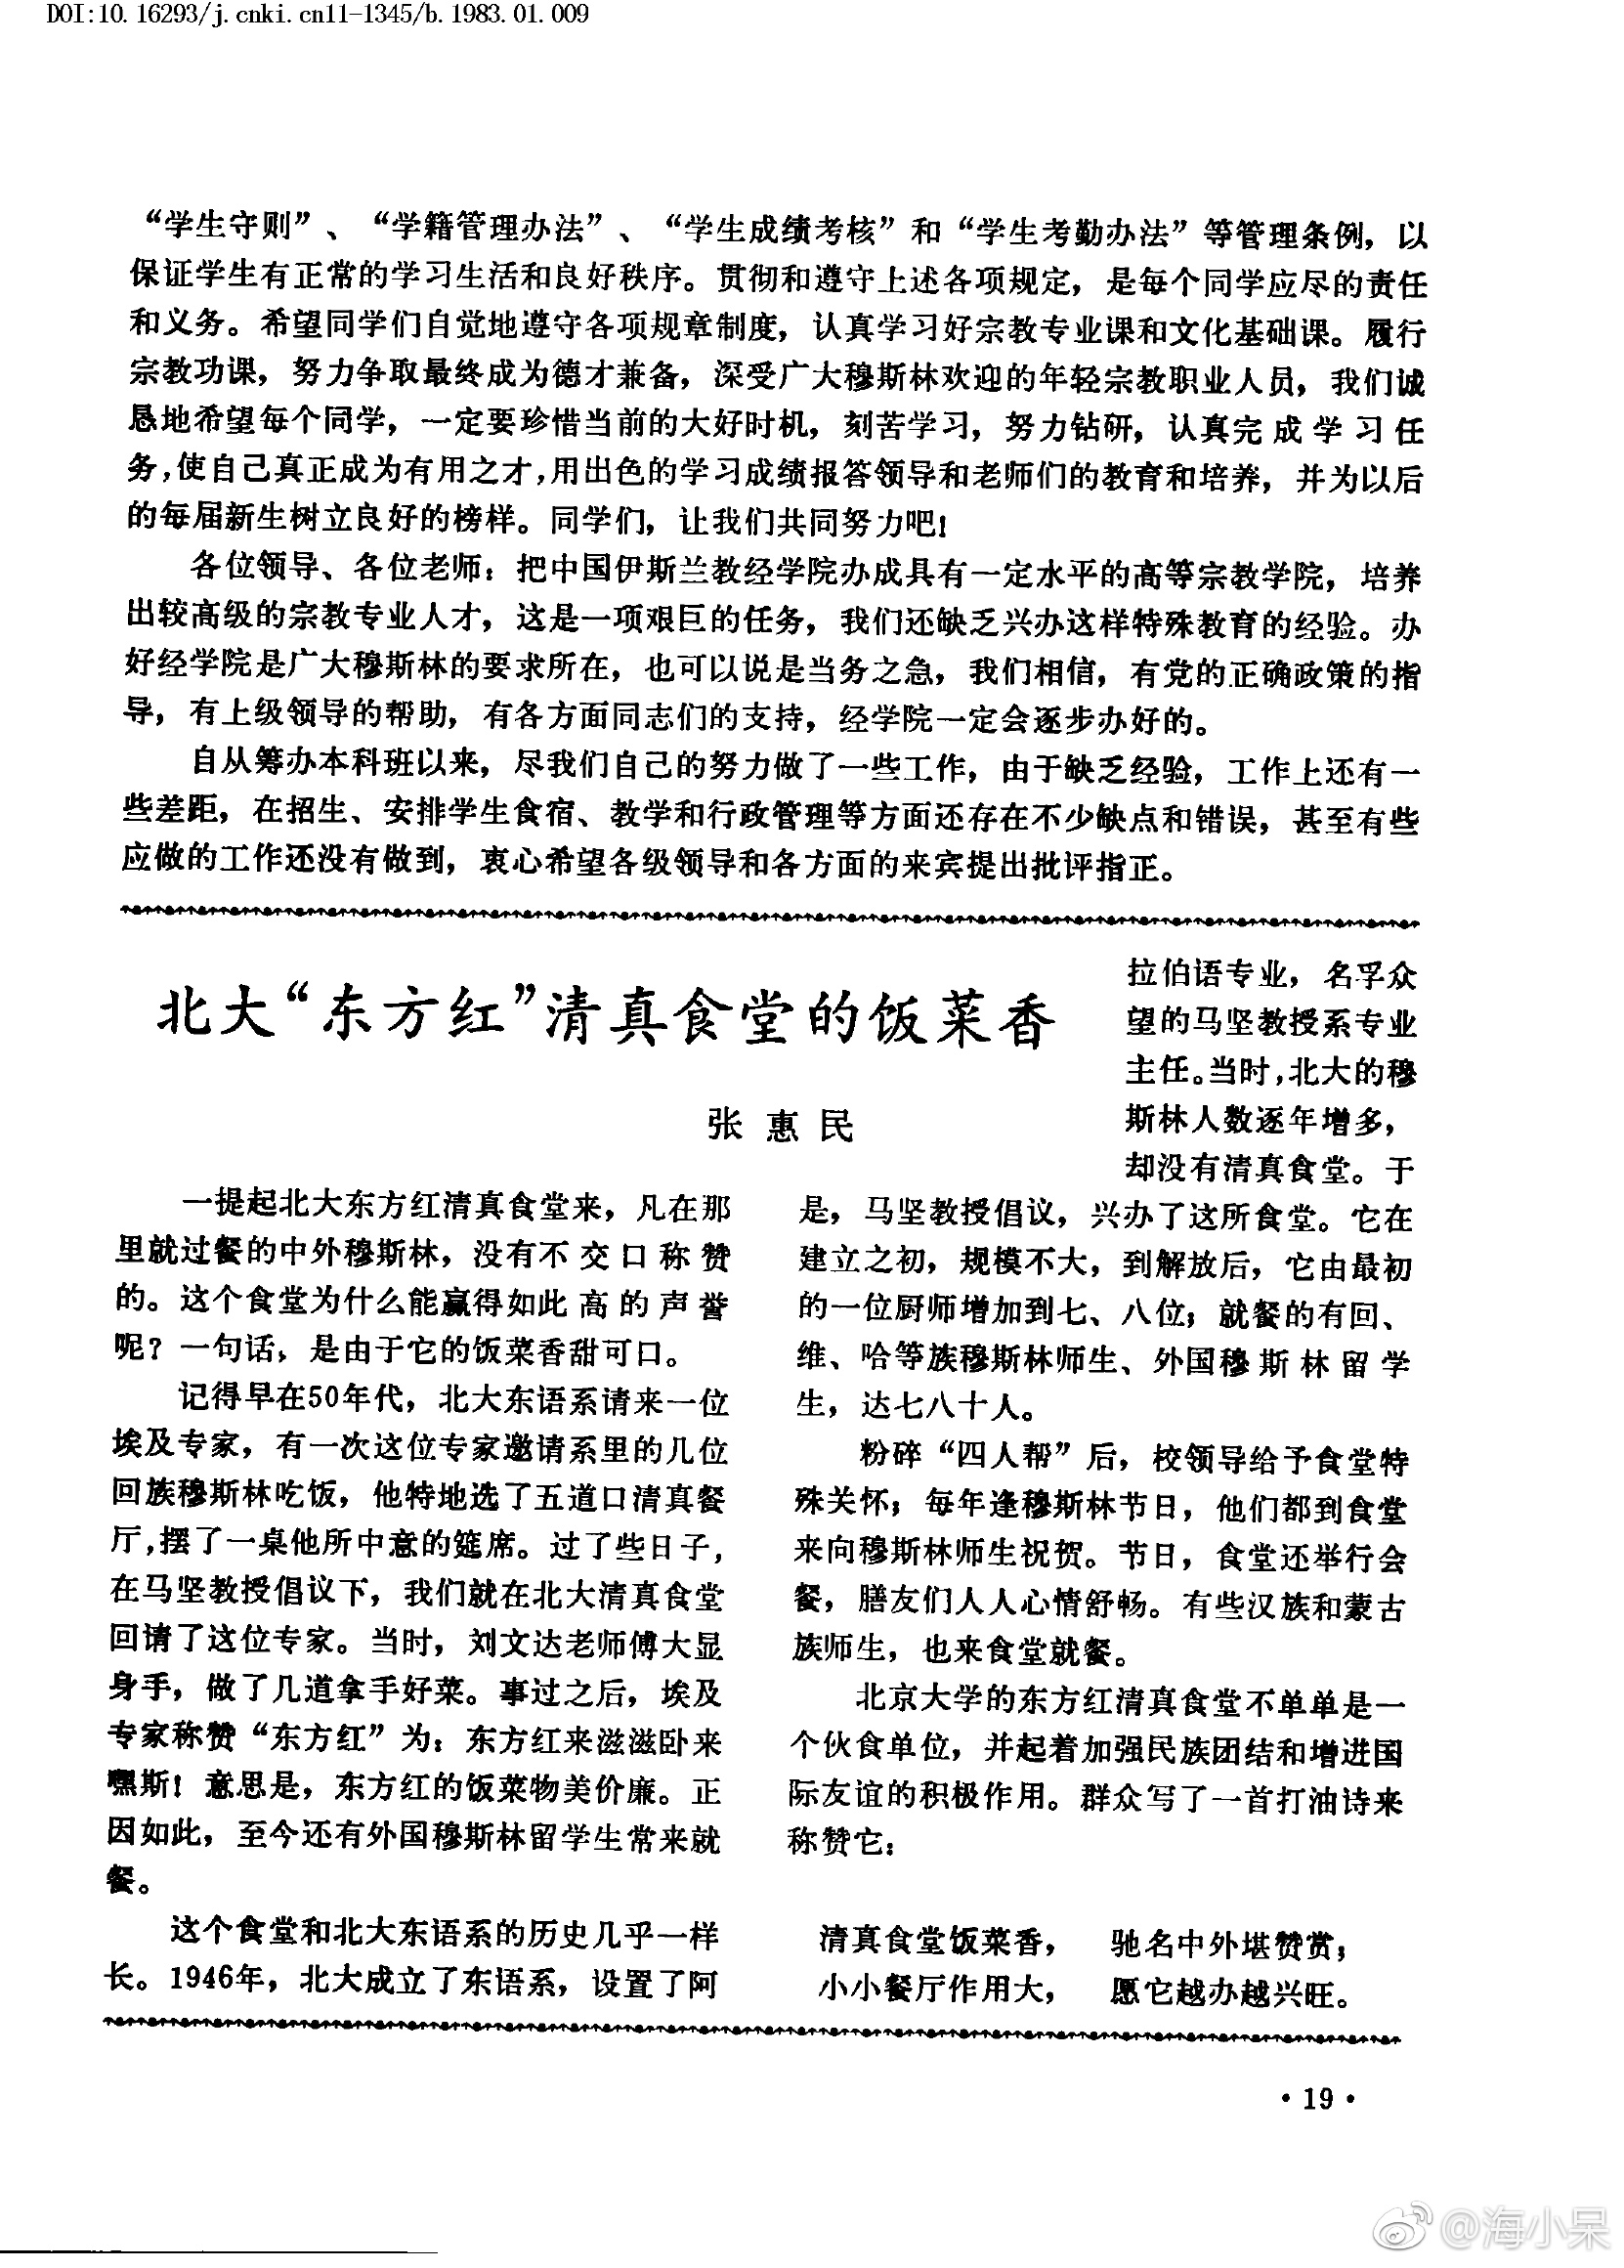 DOI:10.16293/j.cnki.cn11-1345/b.1983.01.009
“学生守则”、“学籍管理办法”、“学生成绩考核”和“学生考勤办法”等管理条例，以
保证学生有正常的学习生活和良好秩序。贯彻和遵守上述各项规定，是每个同学应尽的责任
和义务。希望同学们自觉地遵守各项规章制度，认真学习好宗教专业课和文化基础课。履行
宗教功课，努力争取最终成为德才兼备，深受广大穆斯林欢迎的年轻宗教职业人员，我们诚
恳地希望每个同学，一定要珍惜当前的大好时机，刻苦学习，努力钻研，认真完成学习任
务，使自己真正成为有用之才，用出色的学习成绩报答领导和老师们的教育和培养，并为以后
的每届新生树立良好的榜样。同学们，让我们共同努力吧！
各位领导、各位老师：把中国伊斯兰教经学院办成具有一定水平的高等宗教学院，培养
出较高级的宗教专业人才，这是一项艰巨的任务，我们还缺乏兴办这样特殊教育的经验。办
好经学院是广大穆斯林的要求所在，也可以说是当务之急，我们相信，有党的正确政策的指
导，有上级领导的帮助，有各方面同志们的支持，经学院一定会逐步办好的。
自从筹办本科班以来，尽我们自己的努力做了一些工作，由于缺乏经验，工作上还有一
些差距，在招生、安排学生食宿、教学和行政管理等方面还存在不少缺点和错误，甚至有些
应做的工作还没有做到，衷心希望各级领导和各方面的来宾提出批评指正。
北大“东方红”清真食堂的饭菜香
张惠民
一提起北大东方红清真食堂来，凡在那
里就过餐的中外穆斯林，没有不交口称赞
的。这个食堂为什么能赢得如此高的声誉
呢？一句话，是由于它的饭菜香甜可口。
记得早在50年代，北大东语系请来一位
埃及专家，有一次这位专家邀请系里的几位
回族穆斯林吃饭，他特地选了五道口清真餐
厅，摆了一桌他所中意的筵席。过了些日子，
在马坚教授倡议下，我们就在北大清真食堂
回请了这位专家。当时，刘文达老师傅大显
身手，做了几道拿手好菜。事过之后，埃及
专家称赞“东方红”为：东方红来滋滋卧来
嘿斯！意思是，东方红的饭菜物美价廉。正
因如此，至今还有外国穆斯林留学生常来就
餐。
这个食堂和北大东语系的历史几乎一样
长。1946年，北大成立了东语系，设置了阿
拉伯语专业，名孚众
望的马坚教授系专业
主任。当时，北大的穆
斯林人数逐年增多，
却没有清真食堂。于
是，马坚教授倡议，兴办了这所食堂。它在
建立之初，规模不大，到解放后，它由最初
的一位厨师增加到七、八位；就餐的有回、
维、哈等族穆斯林师生、外国穆斯林留学
生，达七八十人。
粉碎“四人帮”后，校领导给予食堂特
殊关怀；每年逢穆斯林节日，他们都到食堂
来向穆斯林师生祝贺。节日，食堂还举行会
餐，膳友们人人心情舒畅。有些汉族和蒙古
族师生，也来食堂就餐。
北京大学的东方红清真食堂不单单是一
个伙食单位，并起着加强民族团结和增进国
际友谊的积极作用。群众写了一首打油诗来
称赞它：
清真食堂饭菜香，　驰名中外堪赞赏；
小小餐厅作用大，　愿它越办越兴旺。
·19·
@海小呆